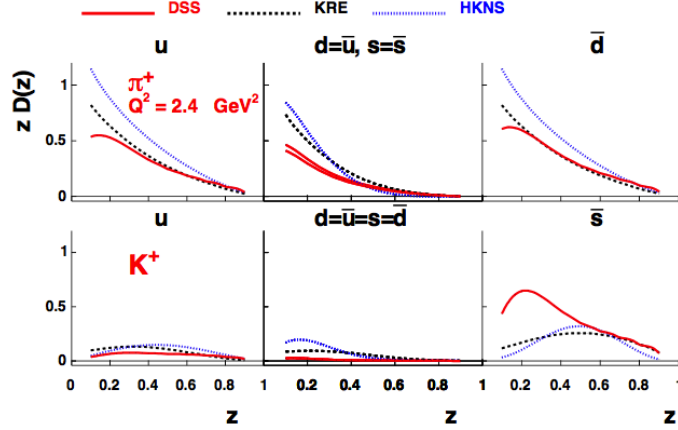 DSS KRE HKNS
u d=ū, s=s̄ d̄
z D(z)
1
0.5
0
π⁺
Q² = 2.4 GeV²
u d=ū=s=d̄ s̄
1
0.5
0
K⁺
0 0.2 0.4 0.6 0.8 1 0.2 0.4 0.6 0.8 1 0.2 0.4 0.6 0.8 1
z z z